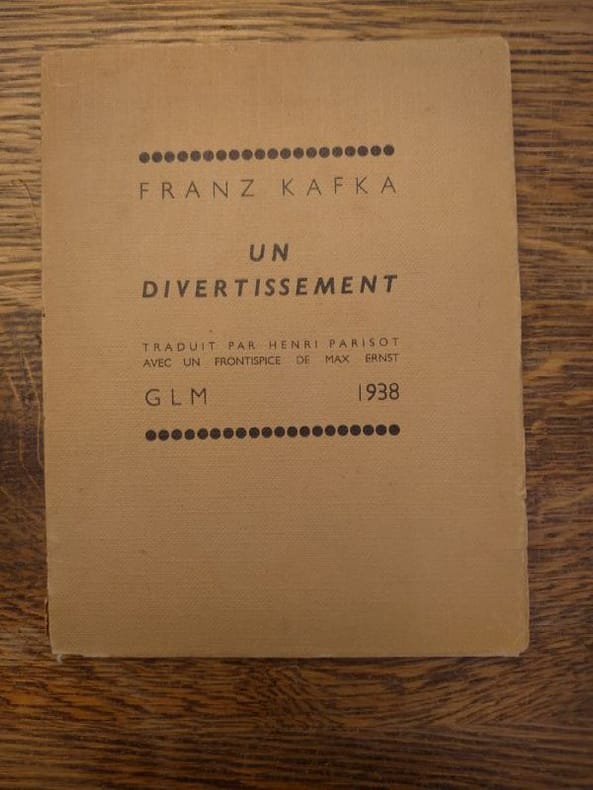 FRANZ KAFKA
UN
DIVERTISSEMENT
TRADUIT PAR HENRI PARISOT
AVEC UN FRONTISPICE DE MAX ERNST
GLM 1938